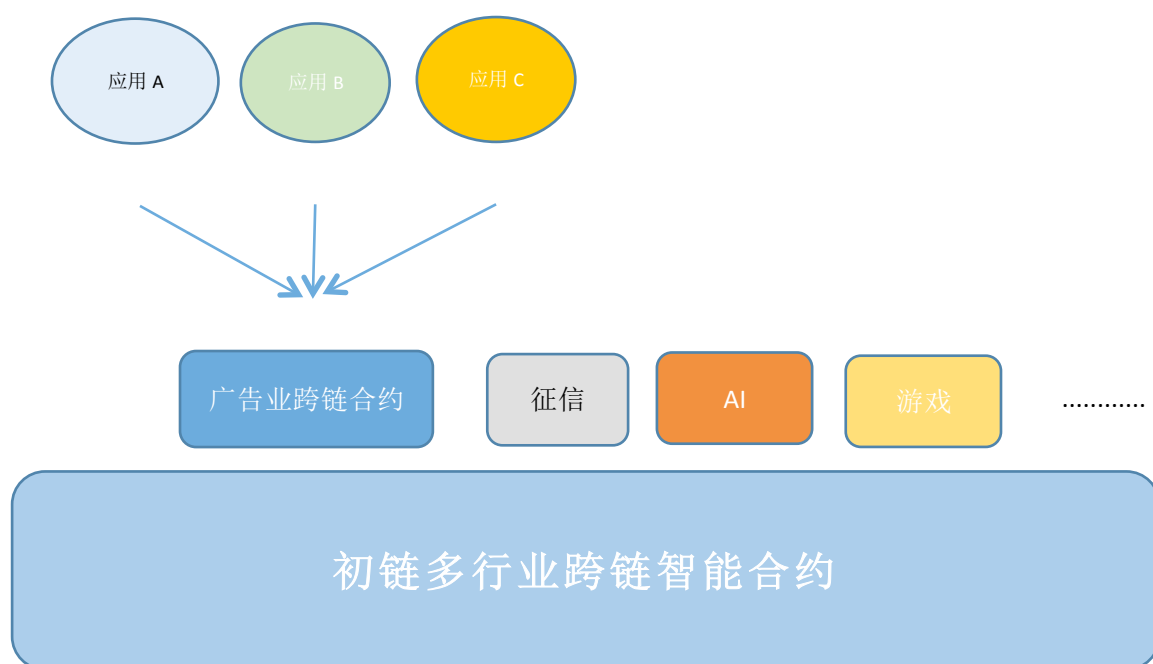 应用 A
应用 B
应用 C
广告业跨链合约
征信
AI
游戏
............
初链多行业跨链智能合约